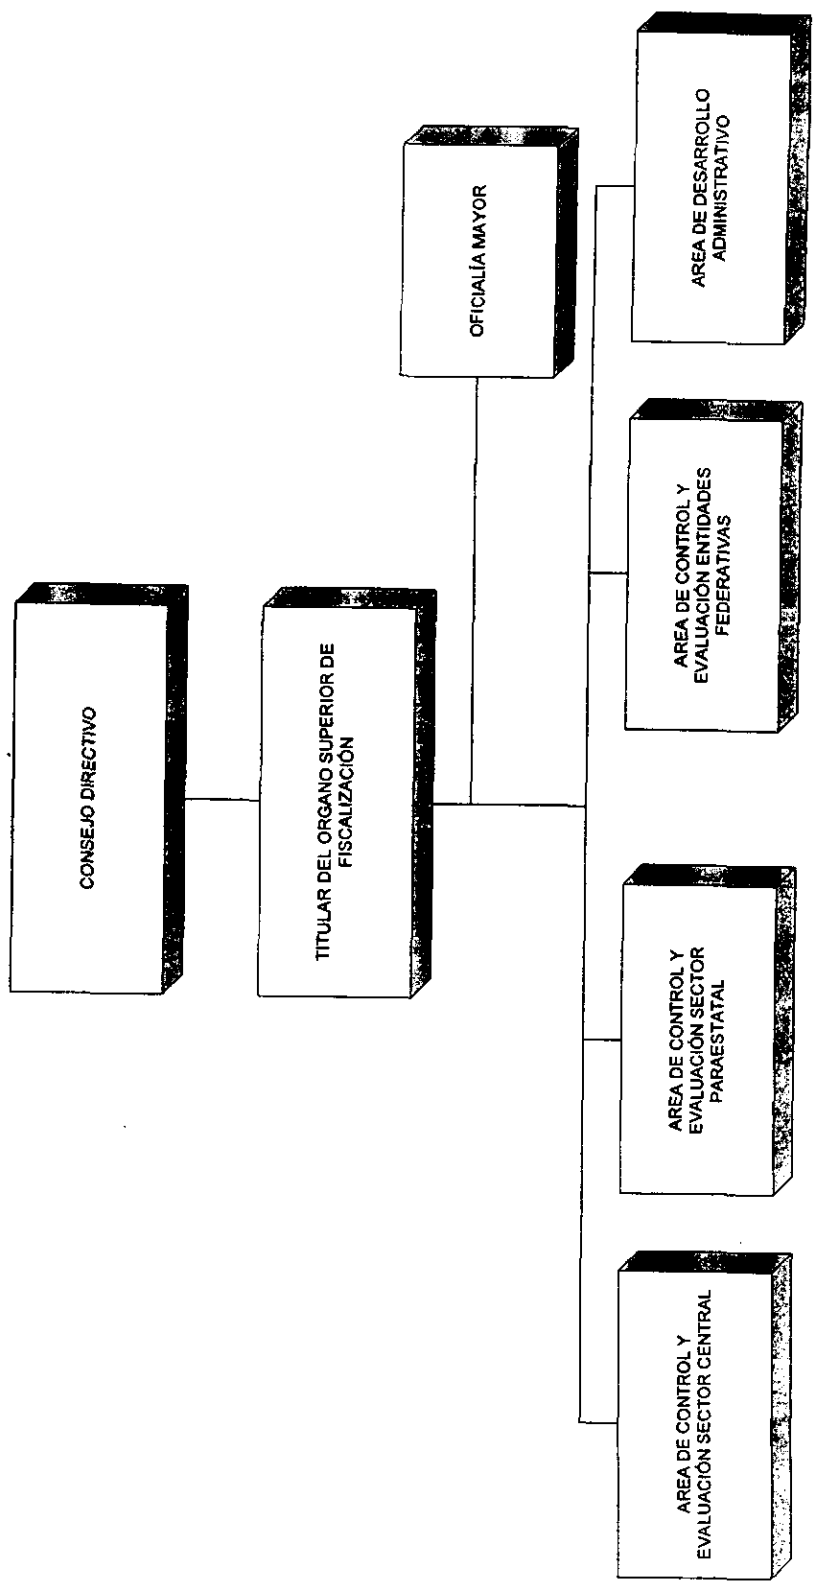 CONSEJO DIRECTIVO
TITULAR DEL ORGANO SUPERIOR DE
FISCALIZACIÓN
OFICIALÍA MAYOR
AREA DE CONTROL Y
EVALUACIÓN SECTOR CENTRAL
AREA DE CONTROL Y
EVALUACIÓN SECTOR
PARAESTATAL
AREA DE CONTROL Y
EVALUACIÓN ENTIDADES
FEDERATIVAS
AREA DE DESARROLLO
ADMINISTRATIVO